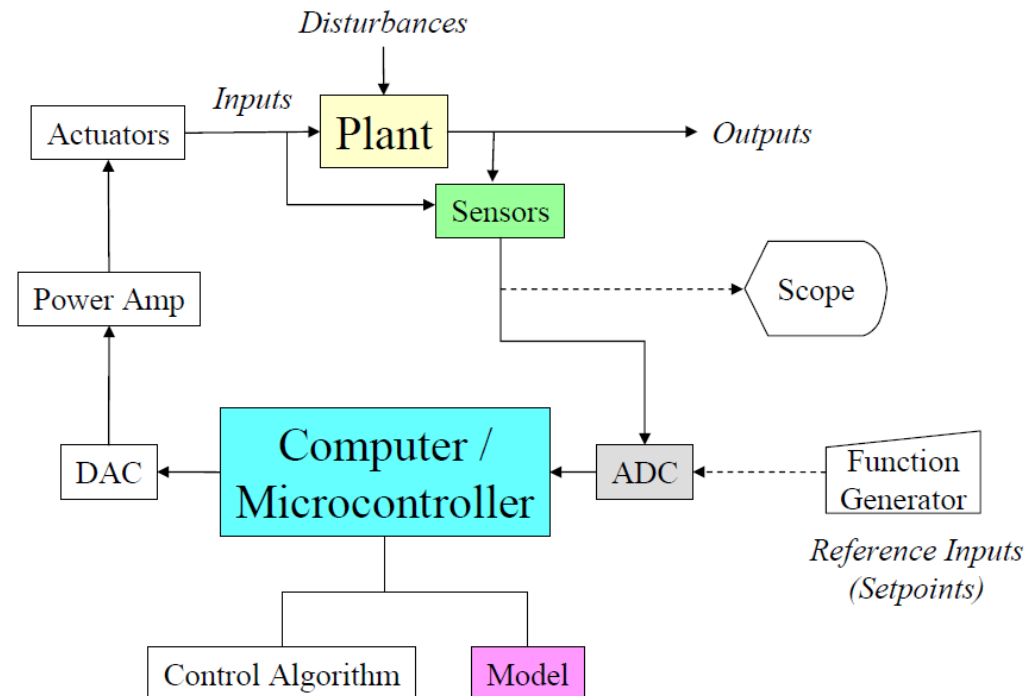 Disturbances
Inputs
Actuators
Plant
Outputs
Sensors
Power Amp
Scope
Computer /
Microcontroller
DAC
ADC
Function
Generator
Reference Inputs
(Setpoints)
Control Algorithm
Model